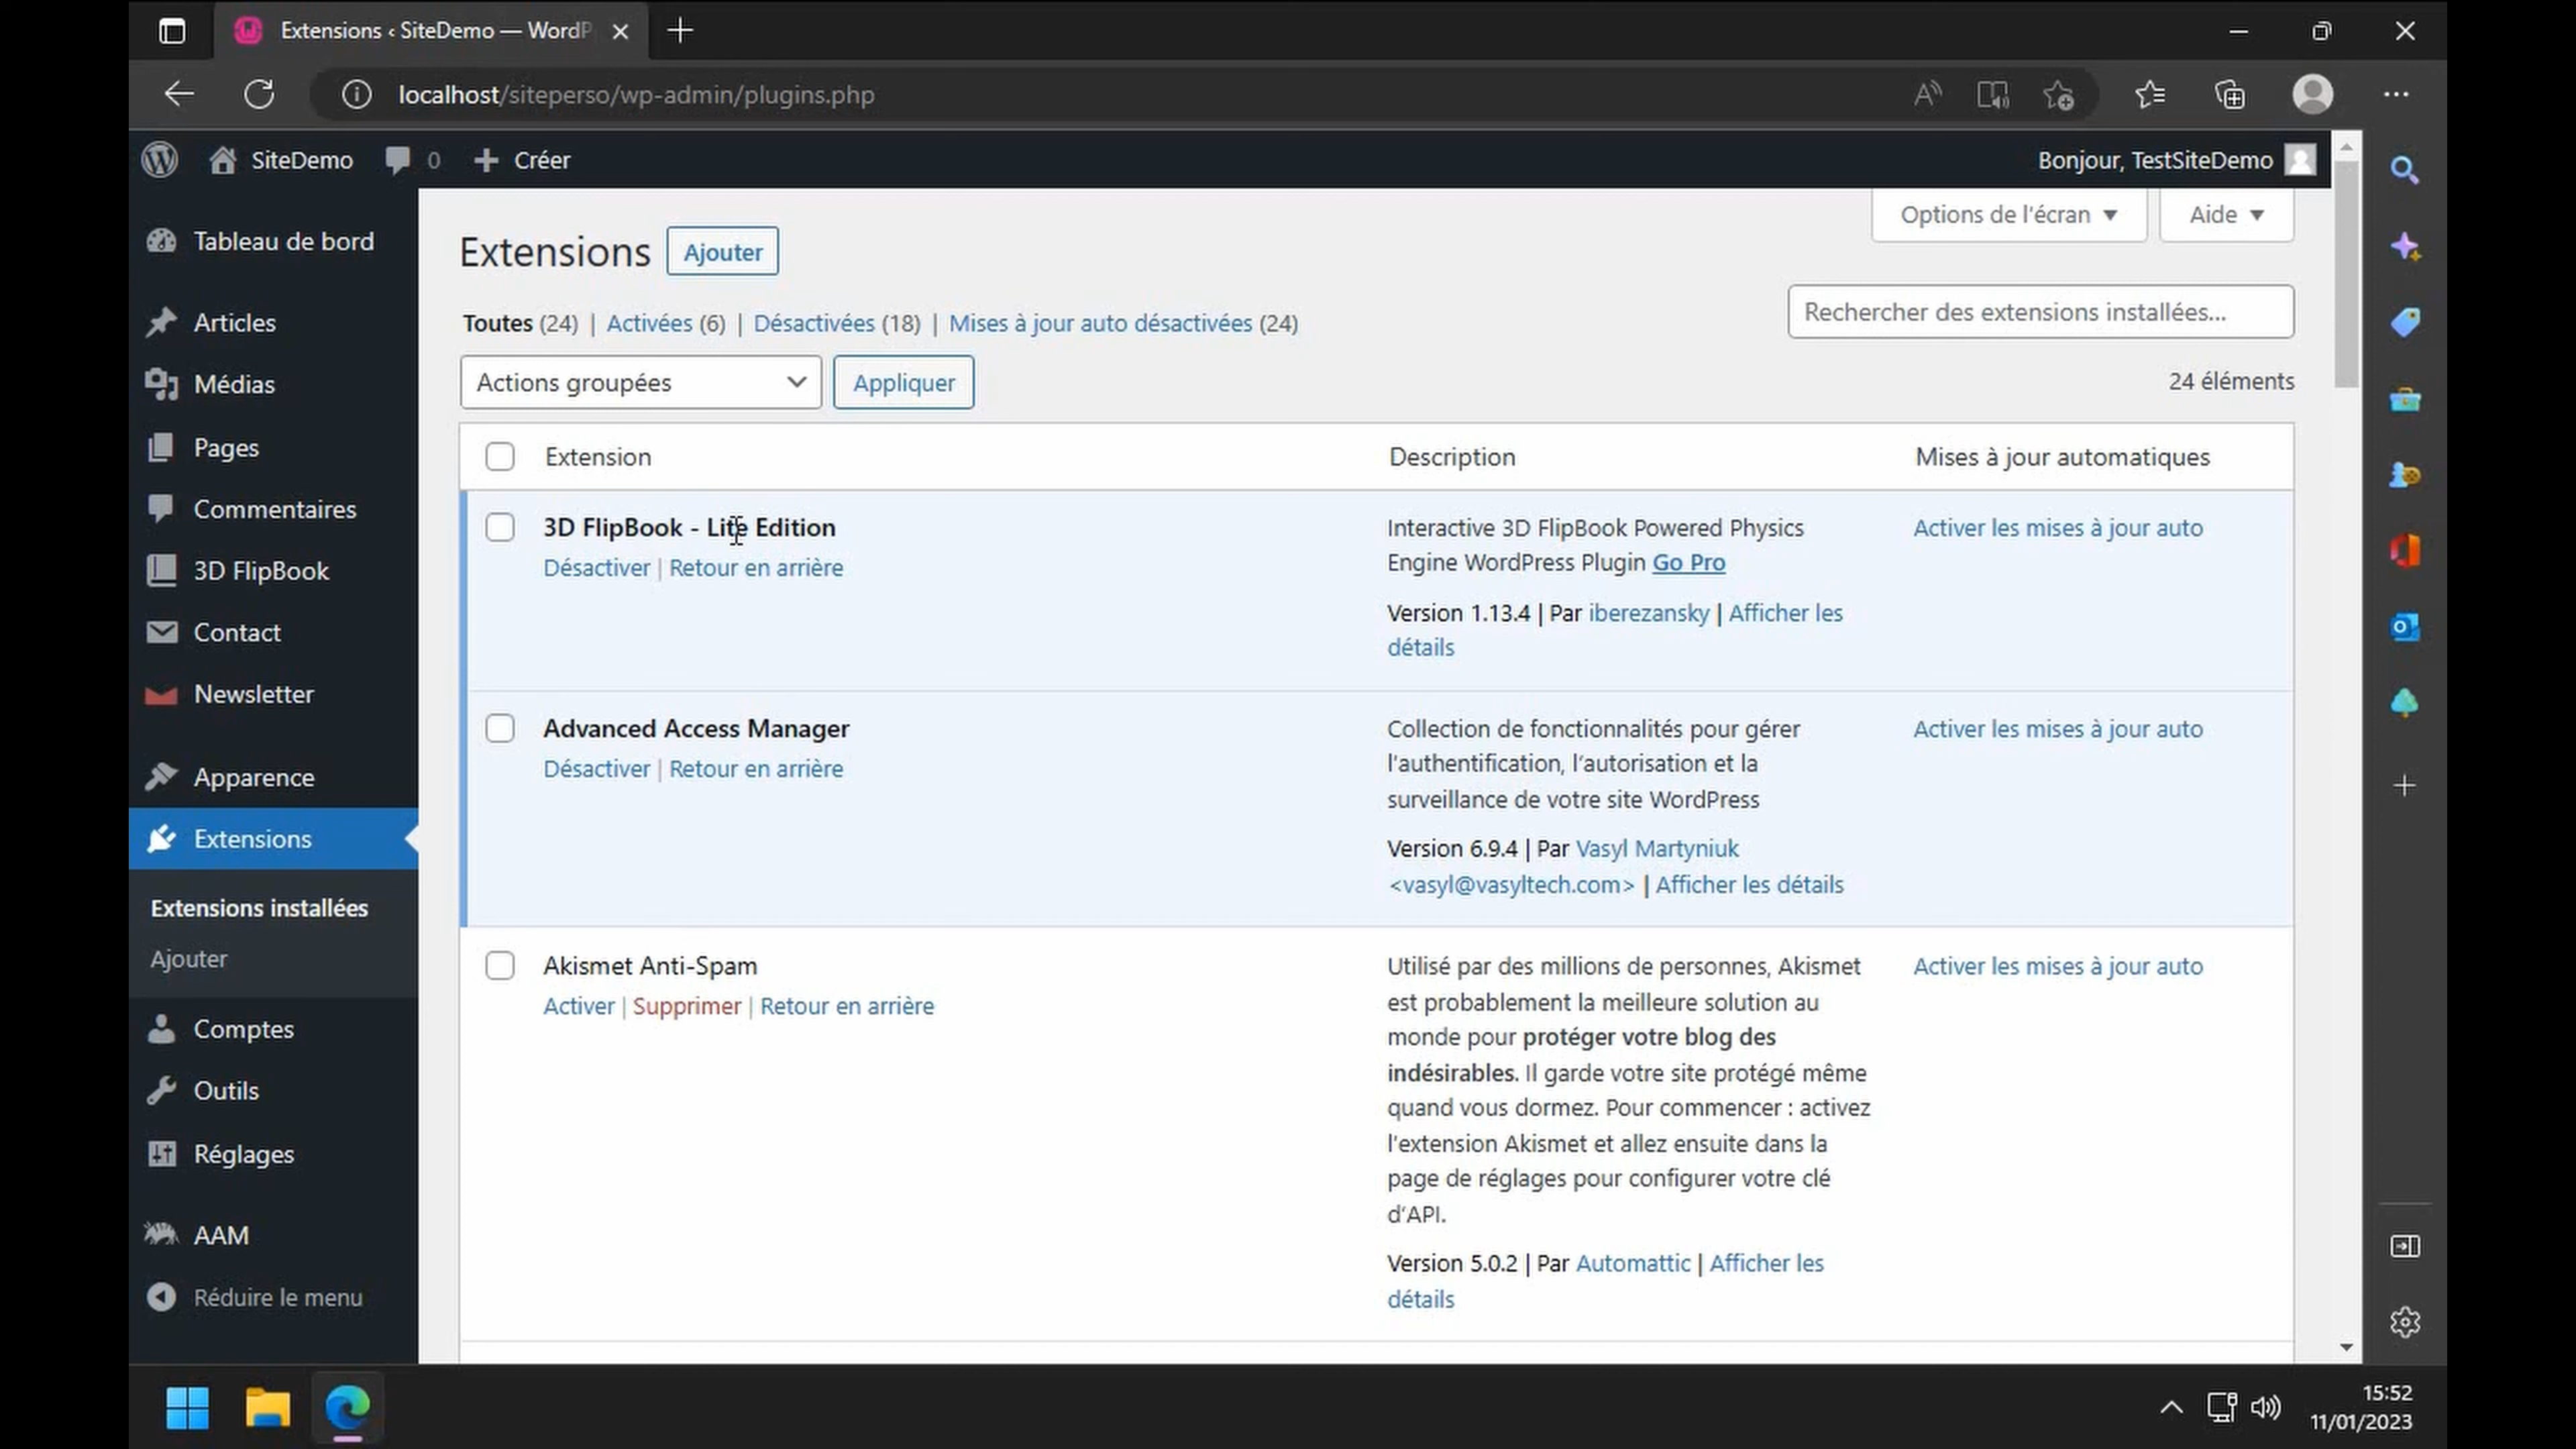 Extensions ‹ SiteDemo — WordP
localhost/siteperso/wp-admin/plugins.php
SiteDemo
0
Créer
Bonjour, TestSiteDemo
Tableau de bord
Articles
Médias
Pages
Commentaires
3D FlipBook
Contact
Newsletter
Apparence
Extensions
Extensions installées
Ajouter
Comptes
Outils
Réglages
AAM
Réduire le menu
Options de l'écran
Aide
Extensions
Ajouter
Toutes (24) | Activées (6) | Désactivées (18) | Mises à jour auto désactivées (24)
Rechercher des extensions installées...
Actions groupées
Appliquer
24 éléments
Extension
Description
Mises à jour automatiques
3D FlipBook - Lite Edition
Désactiver | Retour en arrière
Interactive 3D FlipBook Powered Physics
Engine WordPress Plugin Go Pro
Version 1.13.4 | Par iberezansky | Afficher les
détails
Activer les mises à jour auto
Advanced Access Manager
Désactiver | Retour en arrière
Collection de fonctionnalités pour gérer
l'authentification, l'autorisation et la
surveillance de votre site WordPress
Version 6.9.4 | Par Vasyl Martyniuk
<vasyl@vasyltech.com> | Afficher les détails
Activer les mises à jour auto
Akismet Anti-Spam
Activer | Supprimer | Retour en arrière
Utilisé par des millions de personnes, Akismet
est probablement la meilleure solution au
monde pour protéger votre blog des
indésirables. Il garde votre site protégé même
quand vous dormez. Pour commencer : activez
l'extension Akismet et allez ensuite dans la
page de réglages pour configurer votre clé
d'API.
Version 5.0.2 | Par Automattic | Afficher les
détails
Activer les mises à jour auto
15:52
11/01/2023